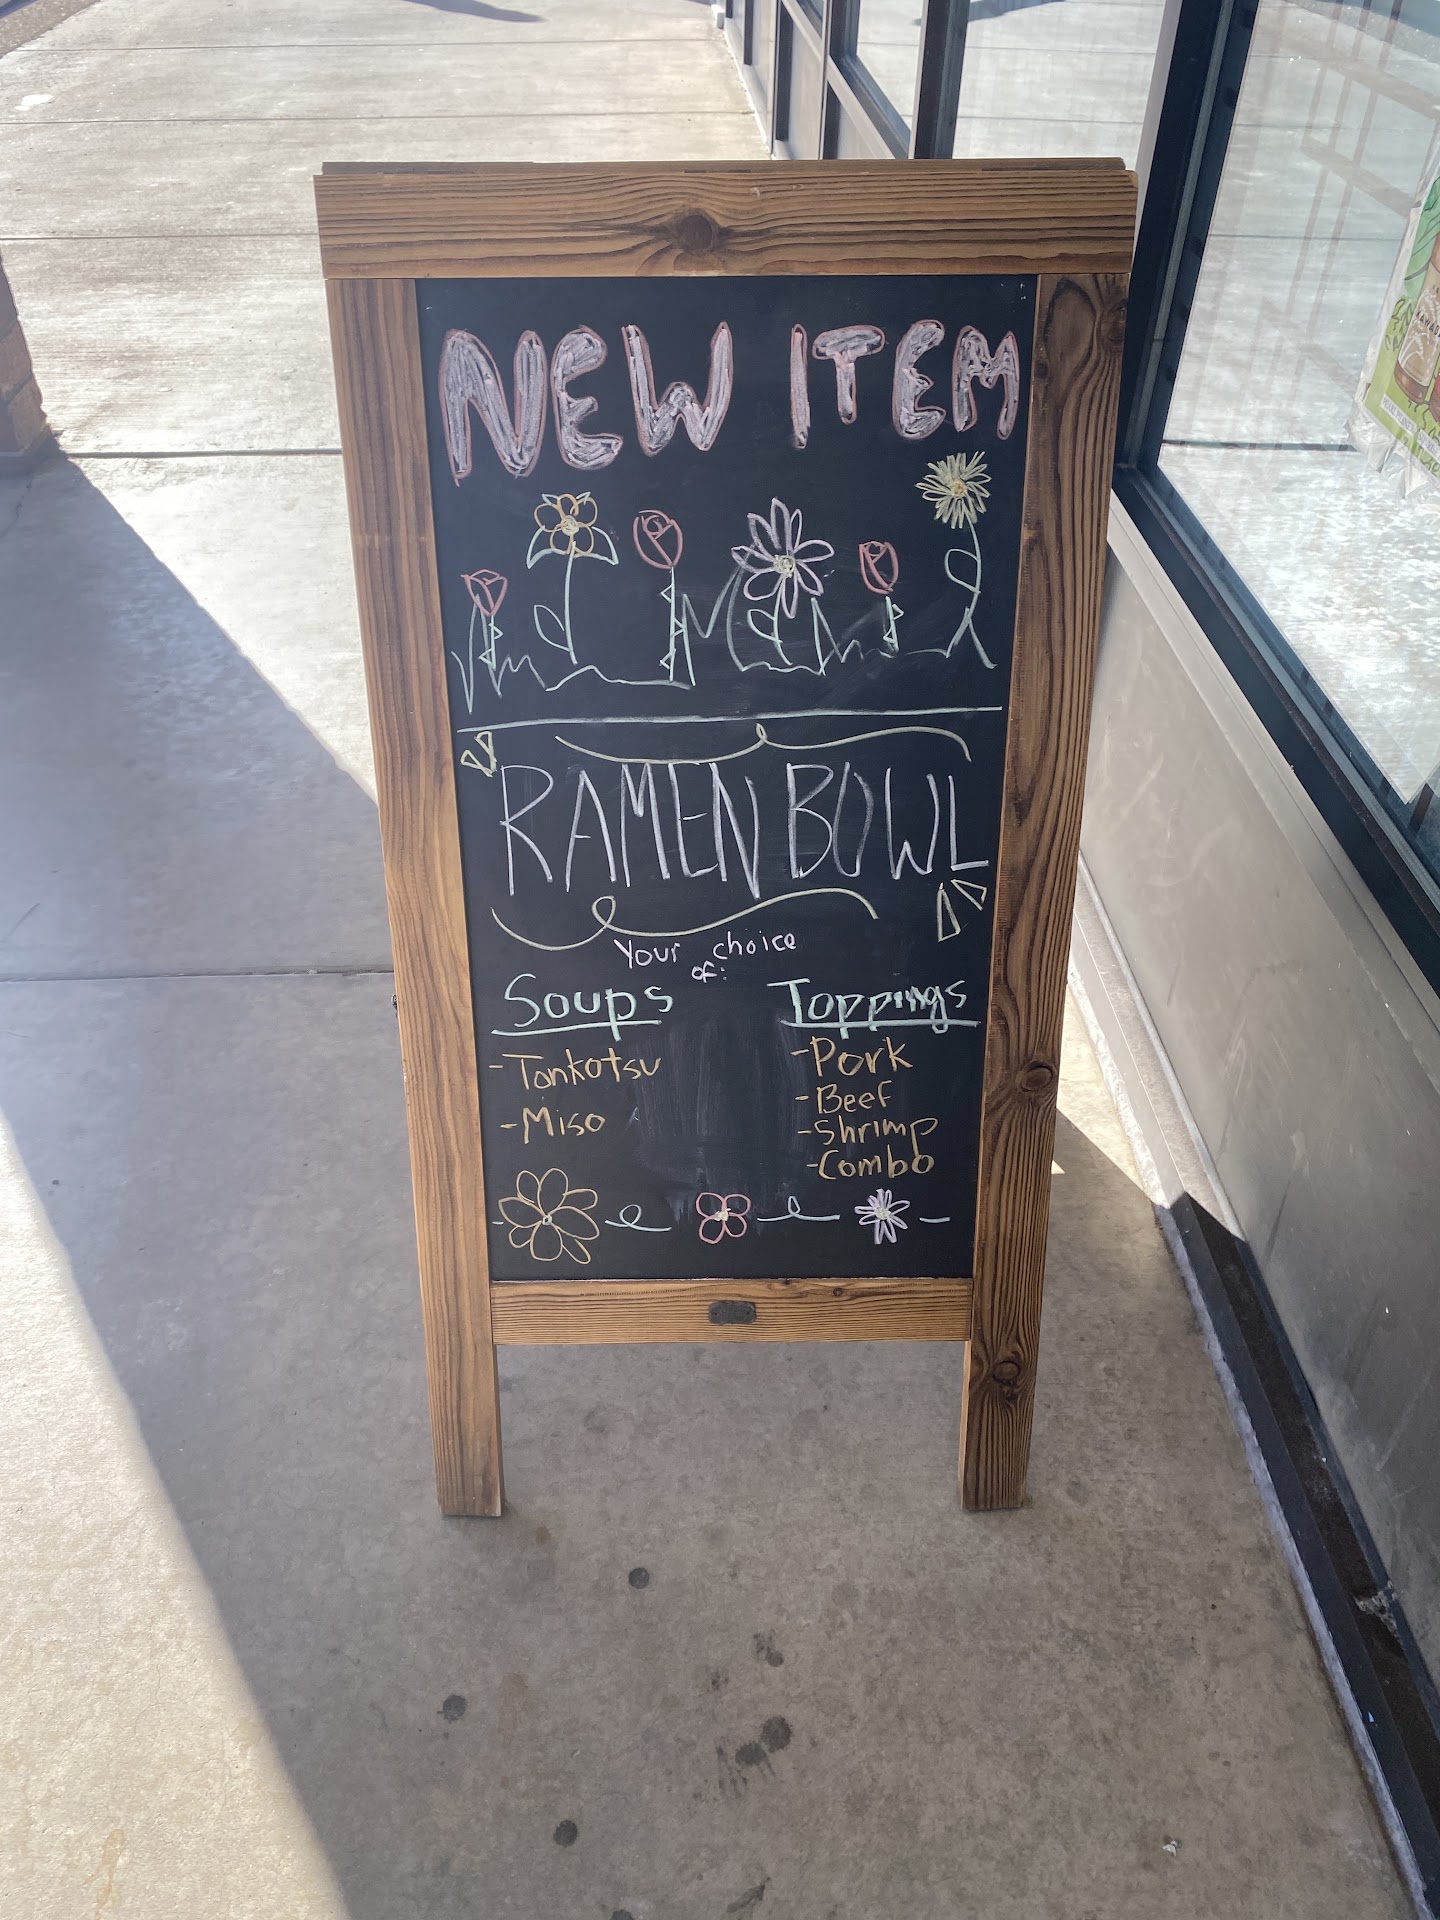 NEW ITEM
RAMEN BOWL
Your choice
of:
Soups
- Tonkotsu
- Miso
Toppings
- Pork
- Beef
- Shrimp
- Combo